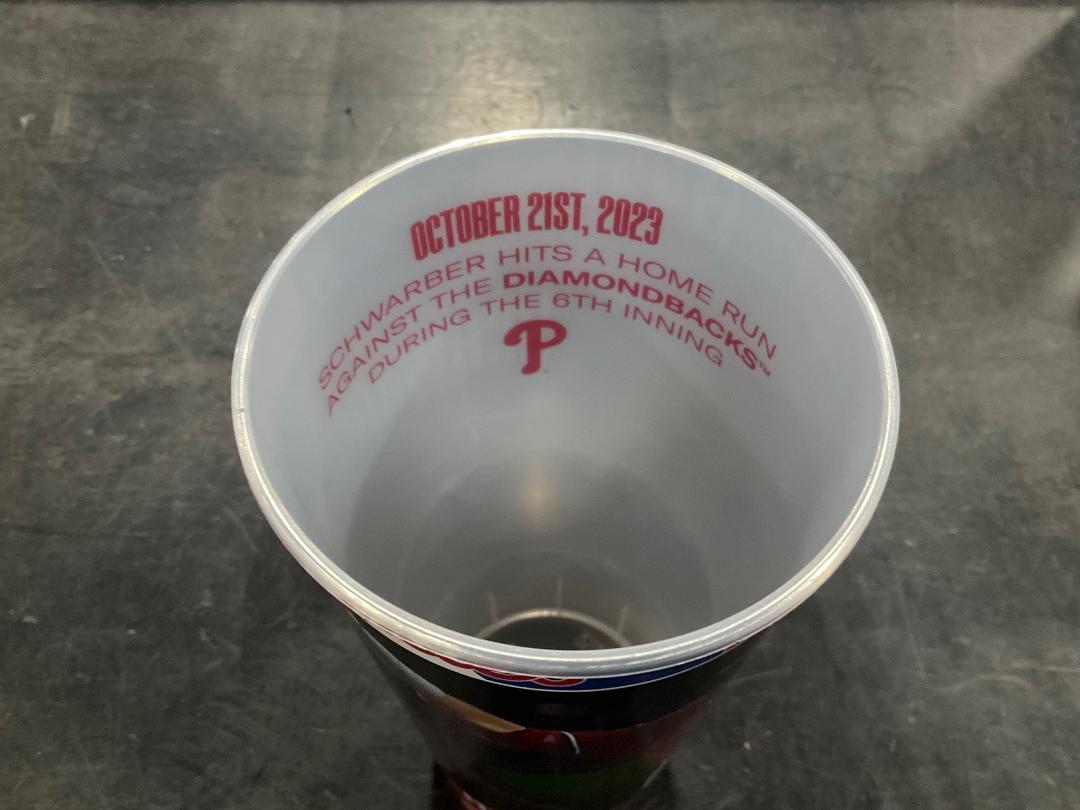 OCTOBER 21ST, 2023
SCHWARBER HITS A HOME RUN
AGAINST THE DIAMONDBACKS™
DURING THE 6TH INNING
P